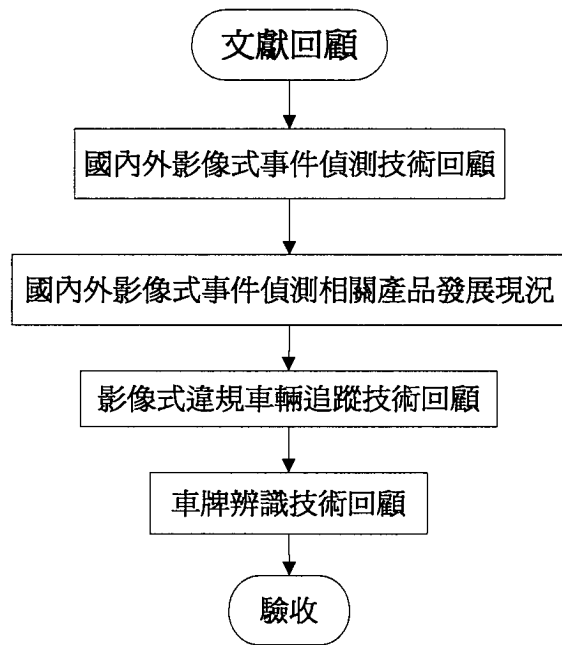 文獻回顧
國內外影像式事件偵測技術回顧
國內外影像式事件偵測相關產品發展現況
影像式違規車輛追蹤技術回顧
車牌辨識技術回顧
驗收